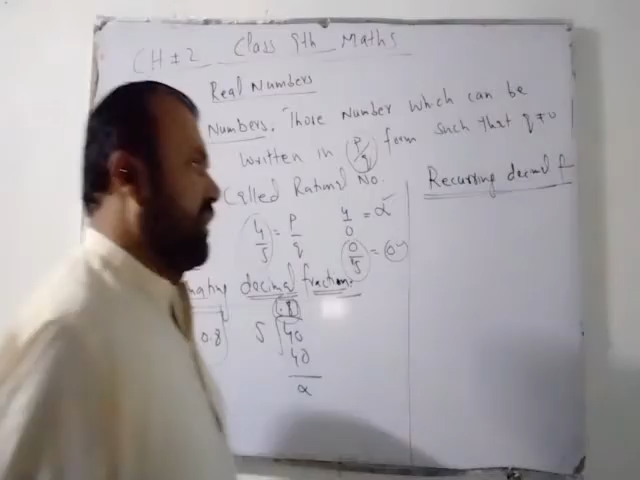 CH # 2 Class 9th Maths
Real Numbers
Numbers. Those Number which can be
written in p/q form such that q ≠ 0
Called Rational No.
4/5 = p/q
4/0 = α
0/5 = 0
Recurring decimal f
nating decimal fraction:
0.8
.8
5 40
40